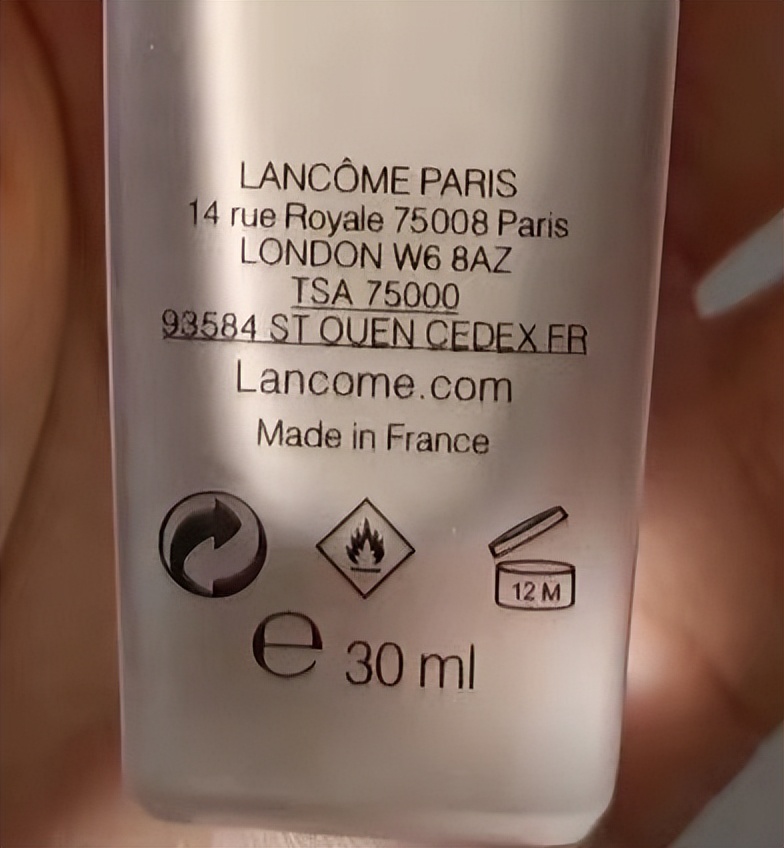 LANCÔME PARIS
14 rue Royale 75008 Paris
LONDON W6 8AZ
TSA 75000
93584 ST OUEN CEDEX FR
Lancome.com
Made in France
12 M
e 30 ml